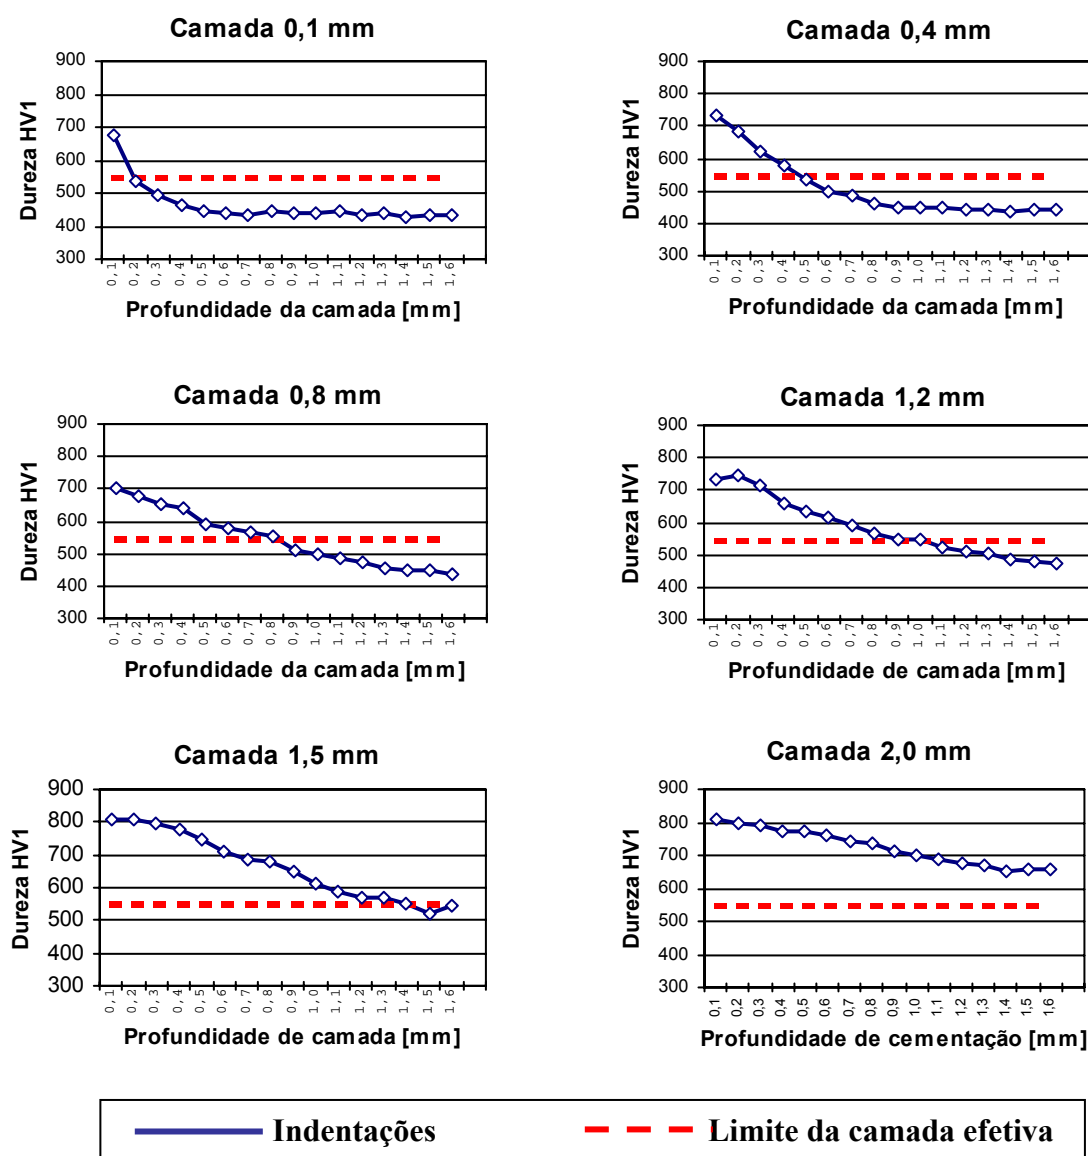 Camada 0,1 mm
900
800
700
600
500
400
300
Dureza HV1
0,1 0,2 0,3 0,4 0,5 0,6 0,7 0,8 0,9 1,0 1,1 1,2 1,3 1,4 1,5 1,6
Profundidade da camada [mm]
Camada 0,4 mm
900
800
700
600
500
400
300
Dureza HV1
0,1 0,2 0,3 0,4 0,5 0,6 0,7 0,8 0,9 1,0 1,1 1,2 1,3 1,4 1,5 1,6
Profundidade da camada [mm]
Camada 0,8 mm
900
800
700
600
500
400
300
Dureza HV1
0,1 0,2 0,3 0,4 0,5 0,6 0,7 0,8 0,9 1,0 1,1 1,2 1,3 1,4 1,5 1,6
Profundidade da camada [mm]
Camada 1,2 mm
900
800
700
600
500
400
300
Dureza HV1
0,1 0,2 0,3 0,4 0,5 0,6 0,7 0,8 0,9 1,0 1,1 1,2 1,3 1,4 1,5 1,6
Profundidade de camada [mm]
Camada 1,5 mm
900
800
700
600
500
400
300
Dureza HV1
0,1 0,2 0,3 0,4 0,5 0,6 0,7 0,8 0,9 1,0 1,1 1,2 1,3 1,4 1,5 1,6
Profundidade de camada [mm]
Camada 2,0 mm
900
800
700
600
500
400
300
Dureza HV1
0,1 0,2 0,3 0,4 0,5 0,6 0,7 0,8 0,9 1,0 1,1 1,2 1,3 1,4 1,5 1,6
Profundidade de cementação [mm]
Indentações
Limite da camada efetiva